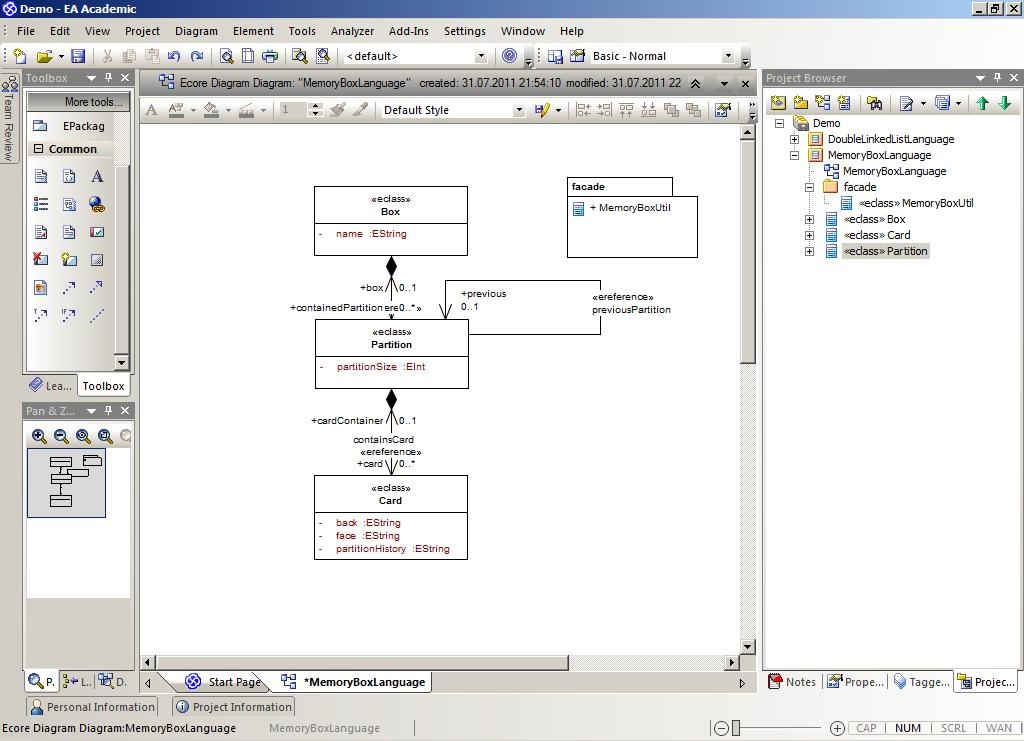 Demo - EA Academic
File Edit View Project Diagram Element Tools Analyzer Add-Ins Settings Window Help
<default> Basic - Normal
Team Review
Toolbox
More tools...
EPackag
Common
Lea... Toolbox
Pan & Z...
P. L.. D.
Ecore Diagram Diagram: "MemoryBoxLanguage" created: 31.07.2011 21:54:10 modified: 31.07.2011 22
1 Default Style
«eclass»
Box
- name :EString
facade
+ MemoryBoxUtil
+box 0..1
+containedPartition ere 0..* »
+previous
0..1
«ereference»
previousPartition
«eclass»
Partition
- partitionSize :EInt
+cardContainer 0..1
containsCard
«ereference»
+card 0..*
«eclass»
Card
- back :EString
- face :EString
- partitionHistory :EString
Start Page *MemoryBoxLanguage
Project Browser
Demo
DoubleLinkedListLanguage
MemoryBoxLanguage
MemoryBoxLanguage
facade
«eclass» MemoryBoxUtil
«eclass» Box
«eclass» Card
«eclass» Partition
Notes Prope... Tagge... Projec...
Personal Information Project Information
Ecore Diagram Diagram:MemoryBoxLanguage MemoryBoxLanguage CAP NUM SCRL WAN